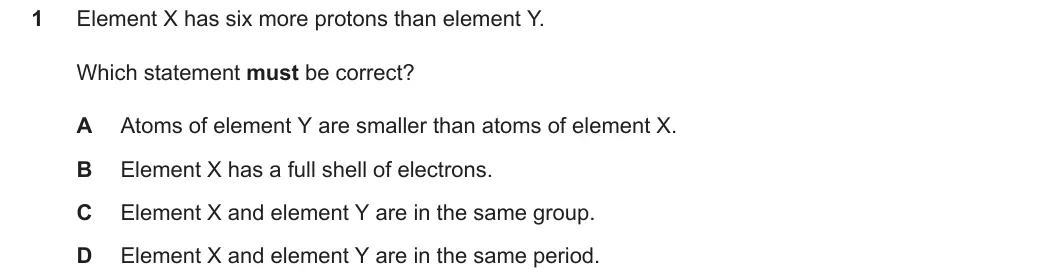 1 Element X has six more protons than element Y.
Which statement must be correct?
A Atoms of element Y are smaller than atoms of element X.
B Element X has a full shell of electrons.
C Element X and element Y are in the same group.
D Element X and element Y are in the same period.